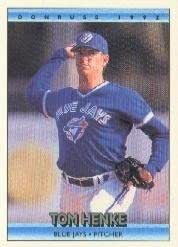 DONRUSS 1992
BLUE JAYS
TOM HENKE
BLUE JAYS • PITCHER